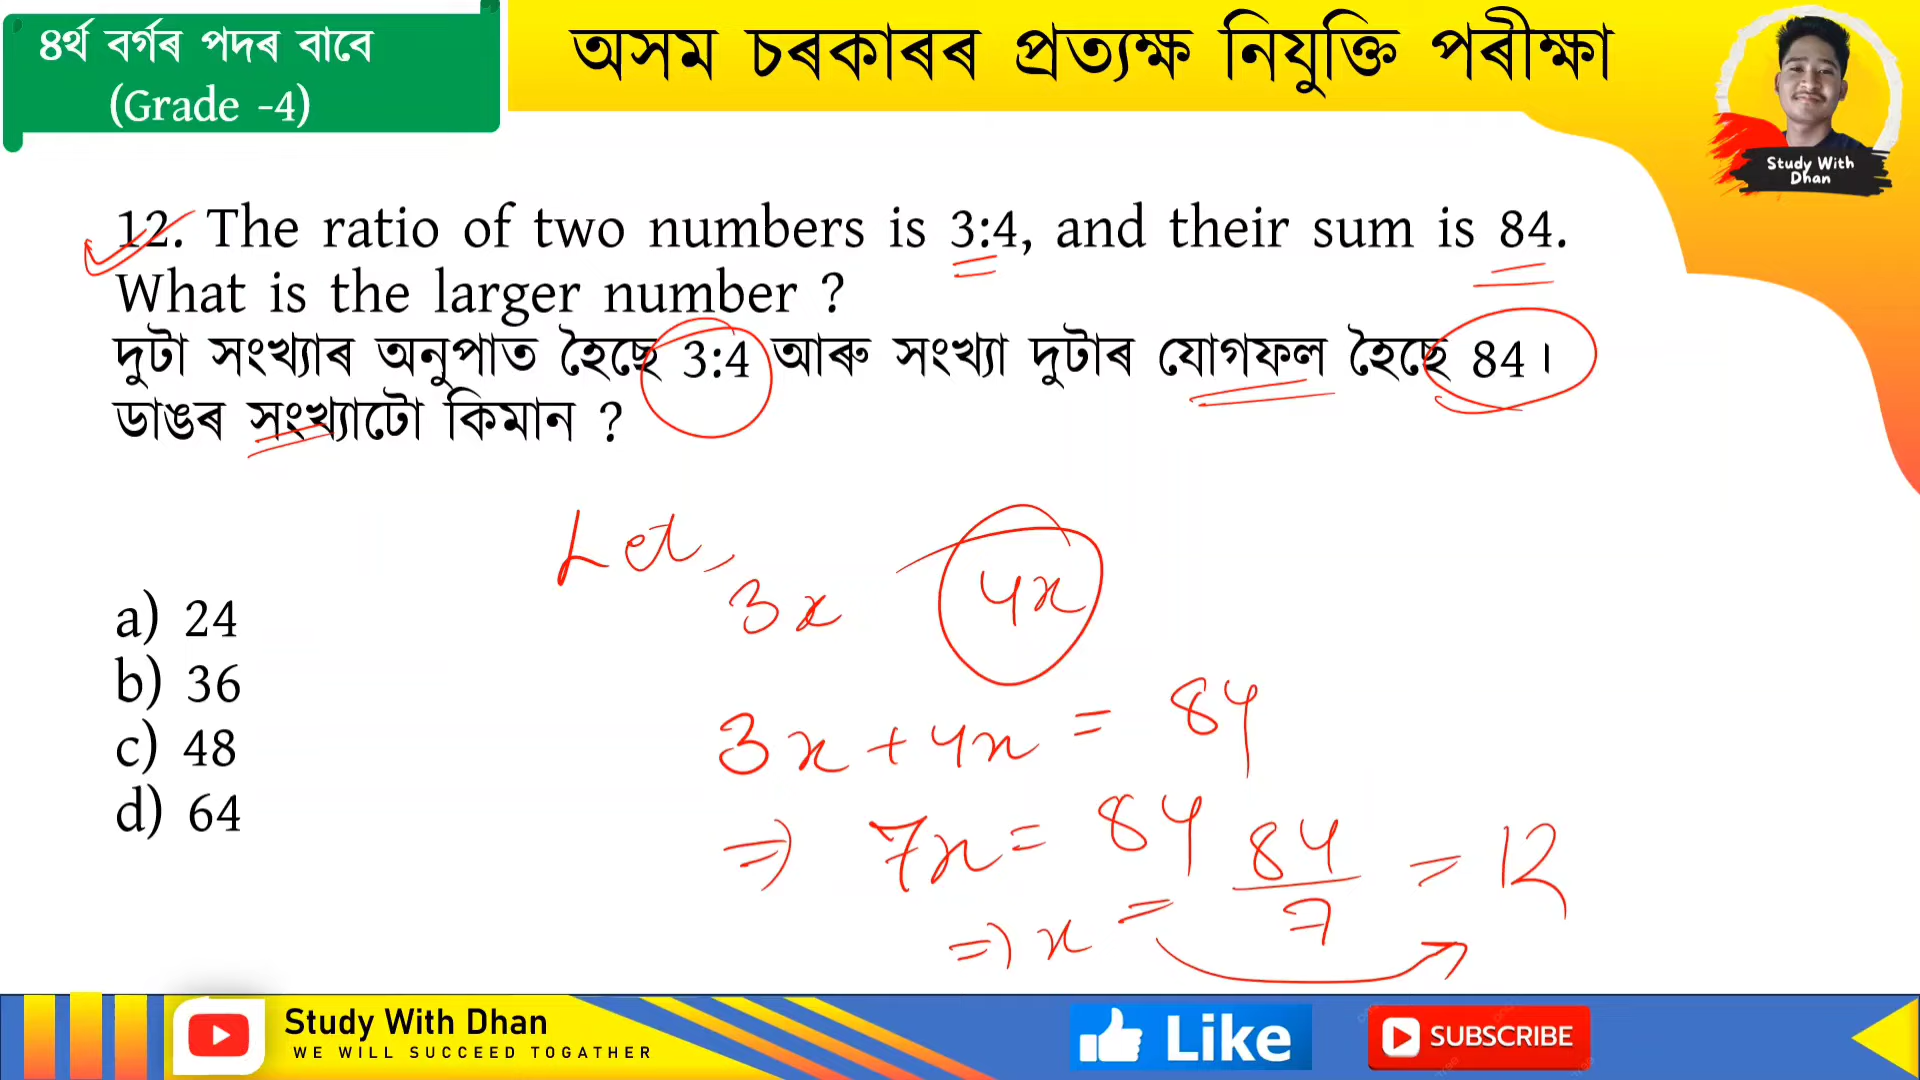 ৪ৰ্থ বৰ্গৰ পদৰ বাবে
(Grade -4)
অসম চৰকাৰৰ প্ৰত্যক্ষ নিযুক্তি পৰীক্ষা
Study With
Dhan
12. The ratio of two numbers is 3:4, and their sum is 84.
What is the larger number ?
দুটা সংখ্যাৰ অনুপাত হৈছে 3:4 আৰু সংখ্যা দুটাৰ যোগফল হৈছে 84।
ডাঙৰ সংখ্যাটো কিমান ?
Let,
3x 4x
a) 24
b) 36
c) 48
d) 64
3x + 4x = 84
⇒ 7x = 84
⇒ x = 84/7 = 12
Study With Dhan
WE WILL SUCCEED TOGATHER
Like
SUBSCRIBE